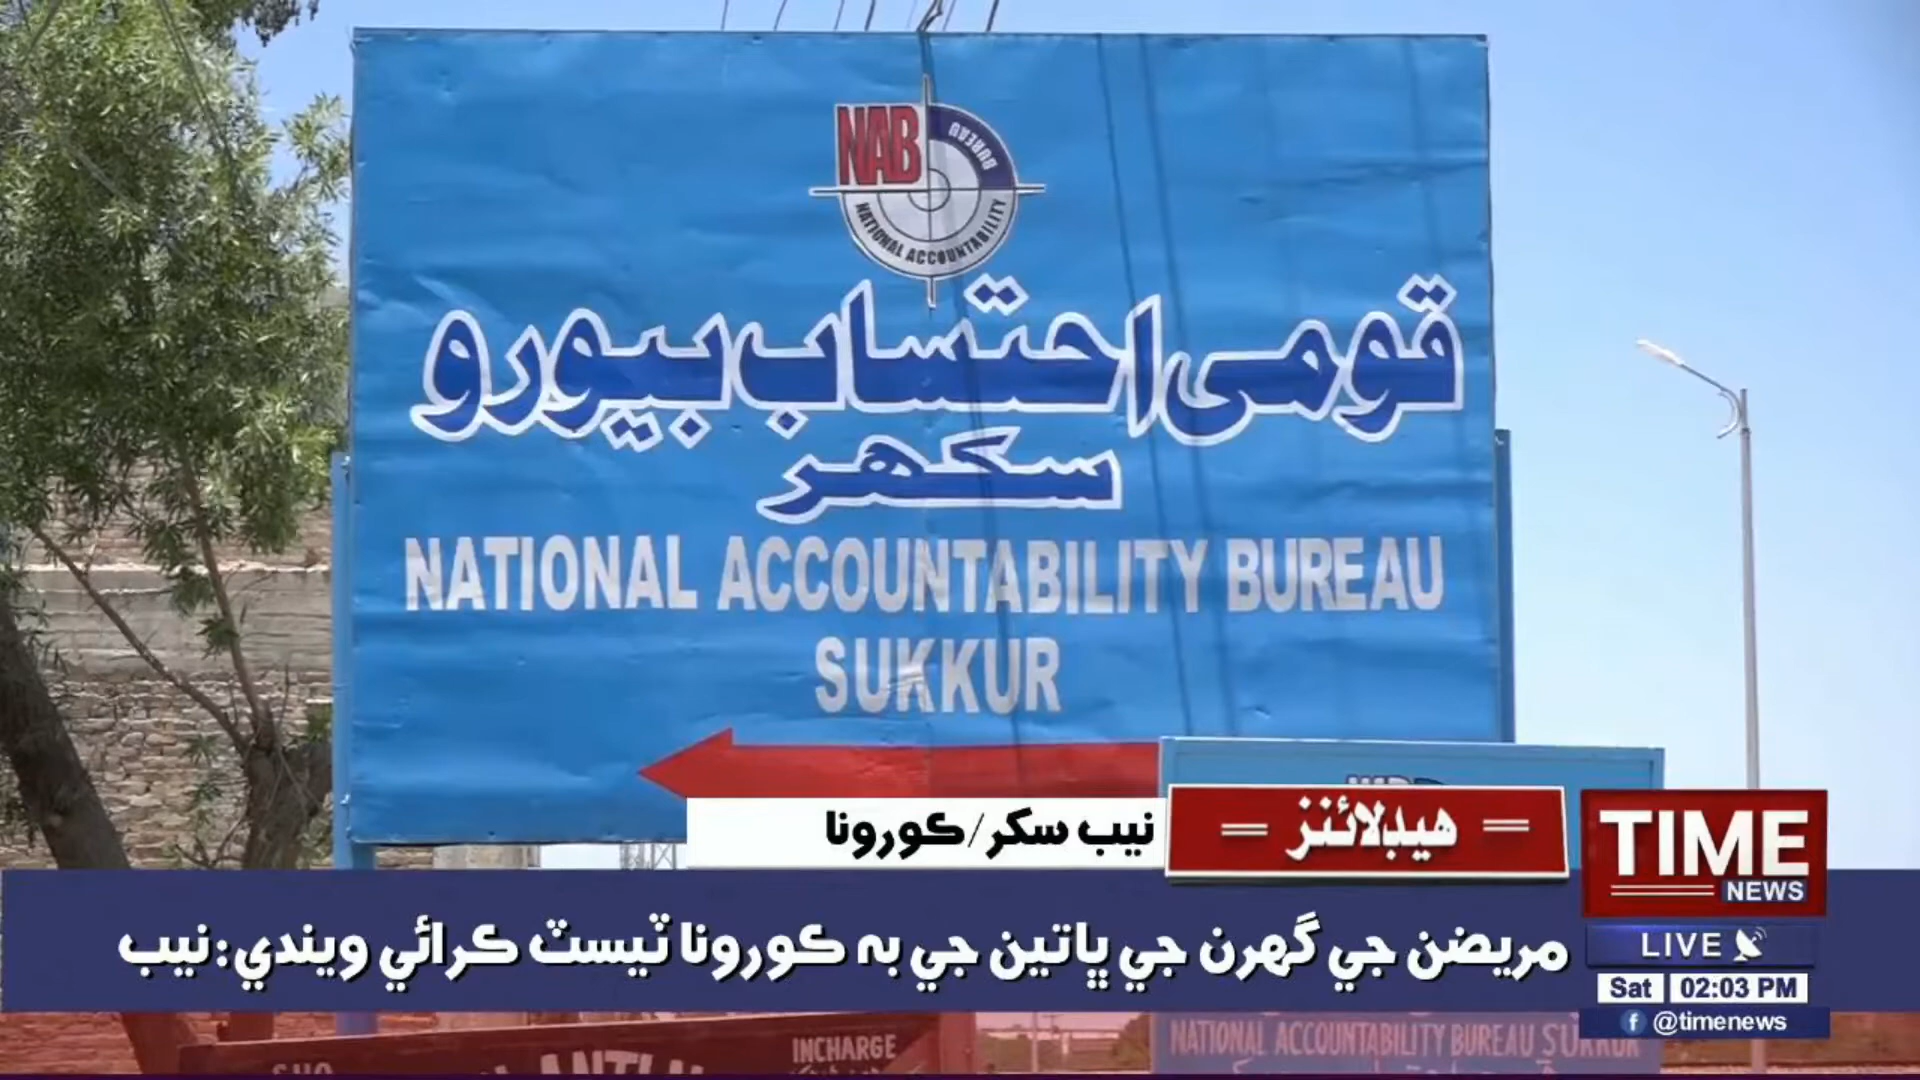 NAB
BUREAU
NATIONAL ACCOUNTABILITY
قومی احتساب بیورو
سکھر
NATIONAL ACCOUNTABILITY BUREAU
SUKKUR
نيب سکر/ڪورونا
هيڊلائنز
TIME
NEWS
مريضن جي گهرن جي ڀاتين جي به ڪورونا ٽيسٽ ڪرائي ويندي: نيب
LIVE
Sat 02:03 PM
@timenews
INCHARGE
NATIONAL ACCOUNTABILITY BUREAU SUKKUR